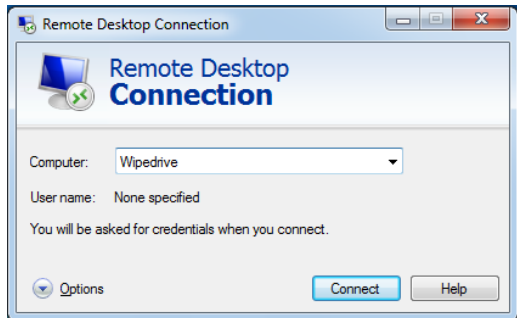 Remote Desktop Connection
Remote Desktop
Connection
Computer: Wipedrive
User name: None specified
You will be asked for credentials when you connect.
Options Connect Help